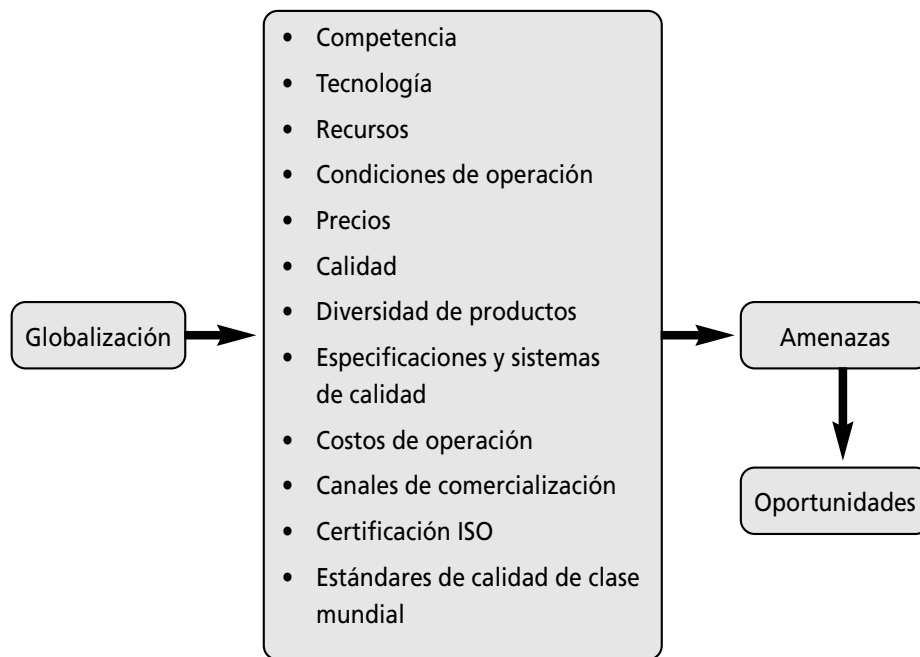 Globalización
• Competencia
• Tecnología
• Recursos
• Condiciones de operación
• Precios
• Calidad
• Diversidad de productos
• Especificaciones y sistemas
de calidad
• Costos de operación
• Canales de comercialización
• Certificación ISO
• Estándares de calidad de clase
mundial
Amenazas
Oportunidades